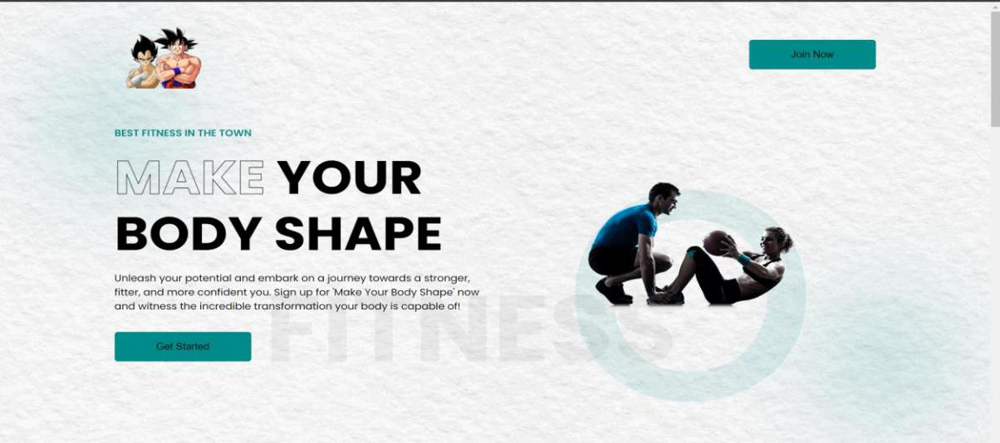 Join Now
BEST FITNESS IN THE TOWN
MAKE YOUR
BODY SHAPE
Unleash your potential and embark on a journey towards a stronger,
fitter, and more confident you. Sign up for 'Make Your Body Shape' now
and witness the incredible transformation your body is capable of!
FITNESS
Get Started